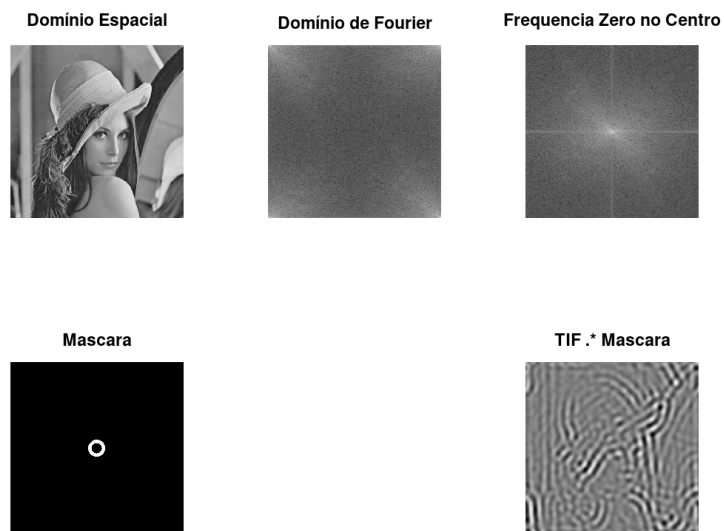 Domínio Espacial
Domínio de Fourier
Frequencia Zero no Centro
Mascara
TIF .* Mascara